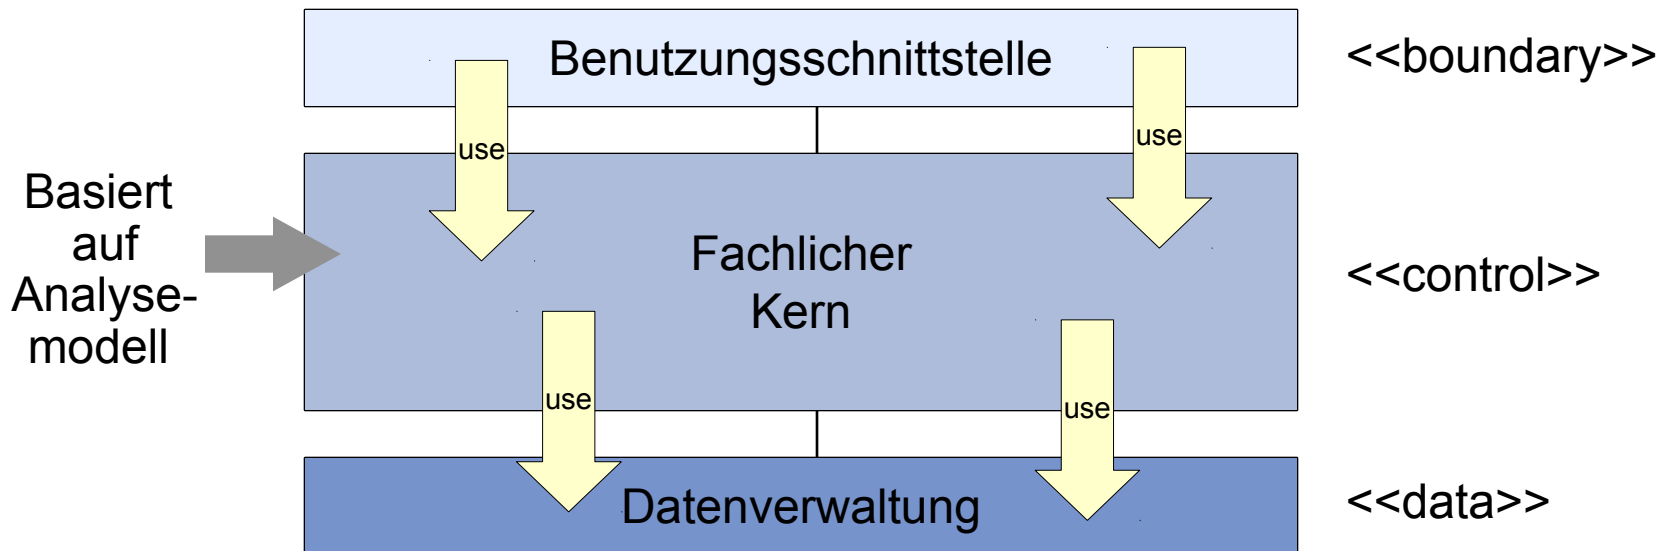 Benutzungsschnittstelle
<<boundary>>
use
use
Basiert
auf
Analyse-
modell
Fachlicher
Kern
<<control>>
use
use
Datenverwaltung
<<data>>